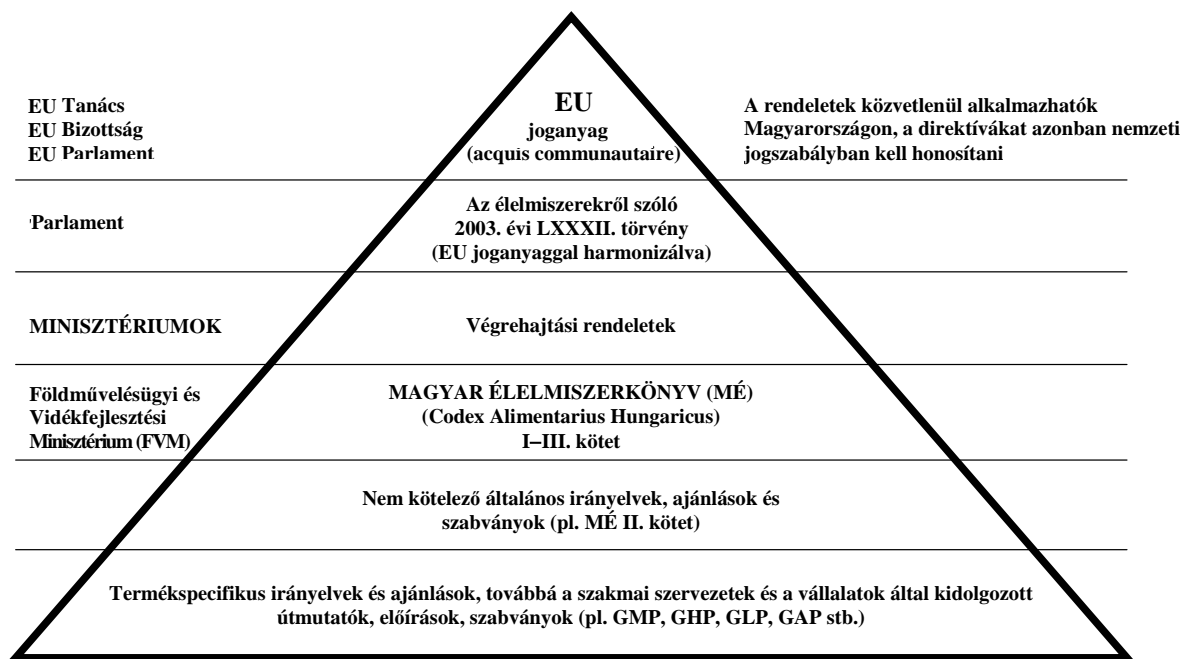 EU Tanács
EU Bizottság
EU Parlament
EU
joganyag
(acquis communautaire)
A rendeletek közvetlenül alkalmazhatók
Magyarországon, a direktívákat azonban nemzeti
jogszabályban kell honosítani
Parlament
Az élelmiszerekről szóló
2003. évi LXXXII. törvény
(EU joganyaggal harmonizálva)
MINISZTÉRIUMOK
Végrehajtási rendeletek
Földművelésügyi és
Vidékfejlesztési
Minisztérium (FVM)
MAGYAR ÉLELMISZERKÖNYV (MÉ)
(Codex Alimentarius Hungaricus)
I–III. kötet
Nem kötelező általános irányelvek, ajánlások és
szabványok (pl. MÉ II. kötet)
Termékspecifikus irányelvek és ajánlások, továbbá a szakmai szervezetek és a vállalatok által kidolgozott
útmutatók, előírások, szabványok (pl. GMP, GHP, GLP, GAP stb.)